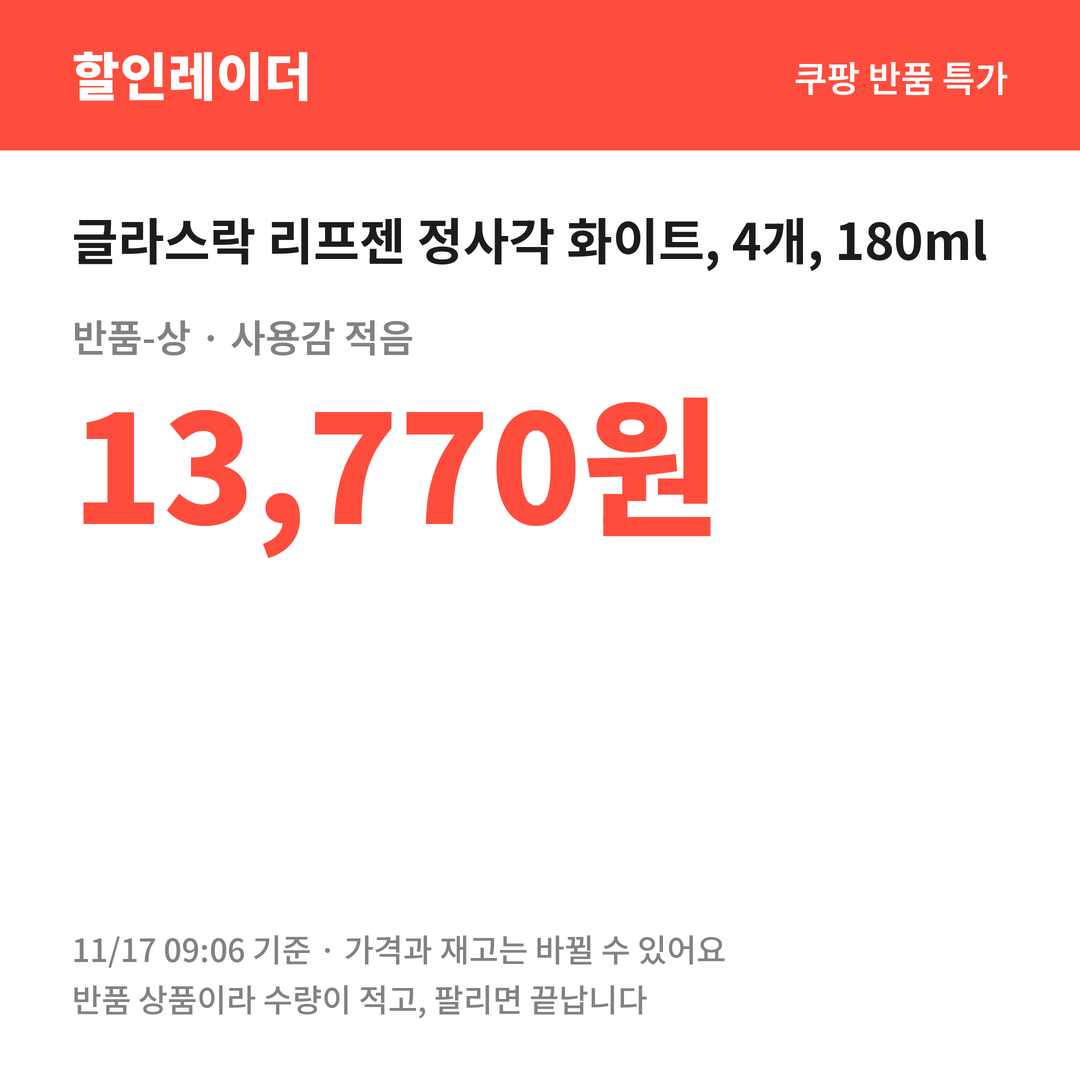 할인레이더
쿠팡 반품 특가
글라스락 리프젠 정사각 화이트, 4개, 180ml
반품-상 · 사용감 적음
13,770원
11/17 09:06 기준 · 가격과 재고는 바뀔 수 있어요
반품 상품이라 수량이 적고, 팔리면 끝납니다